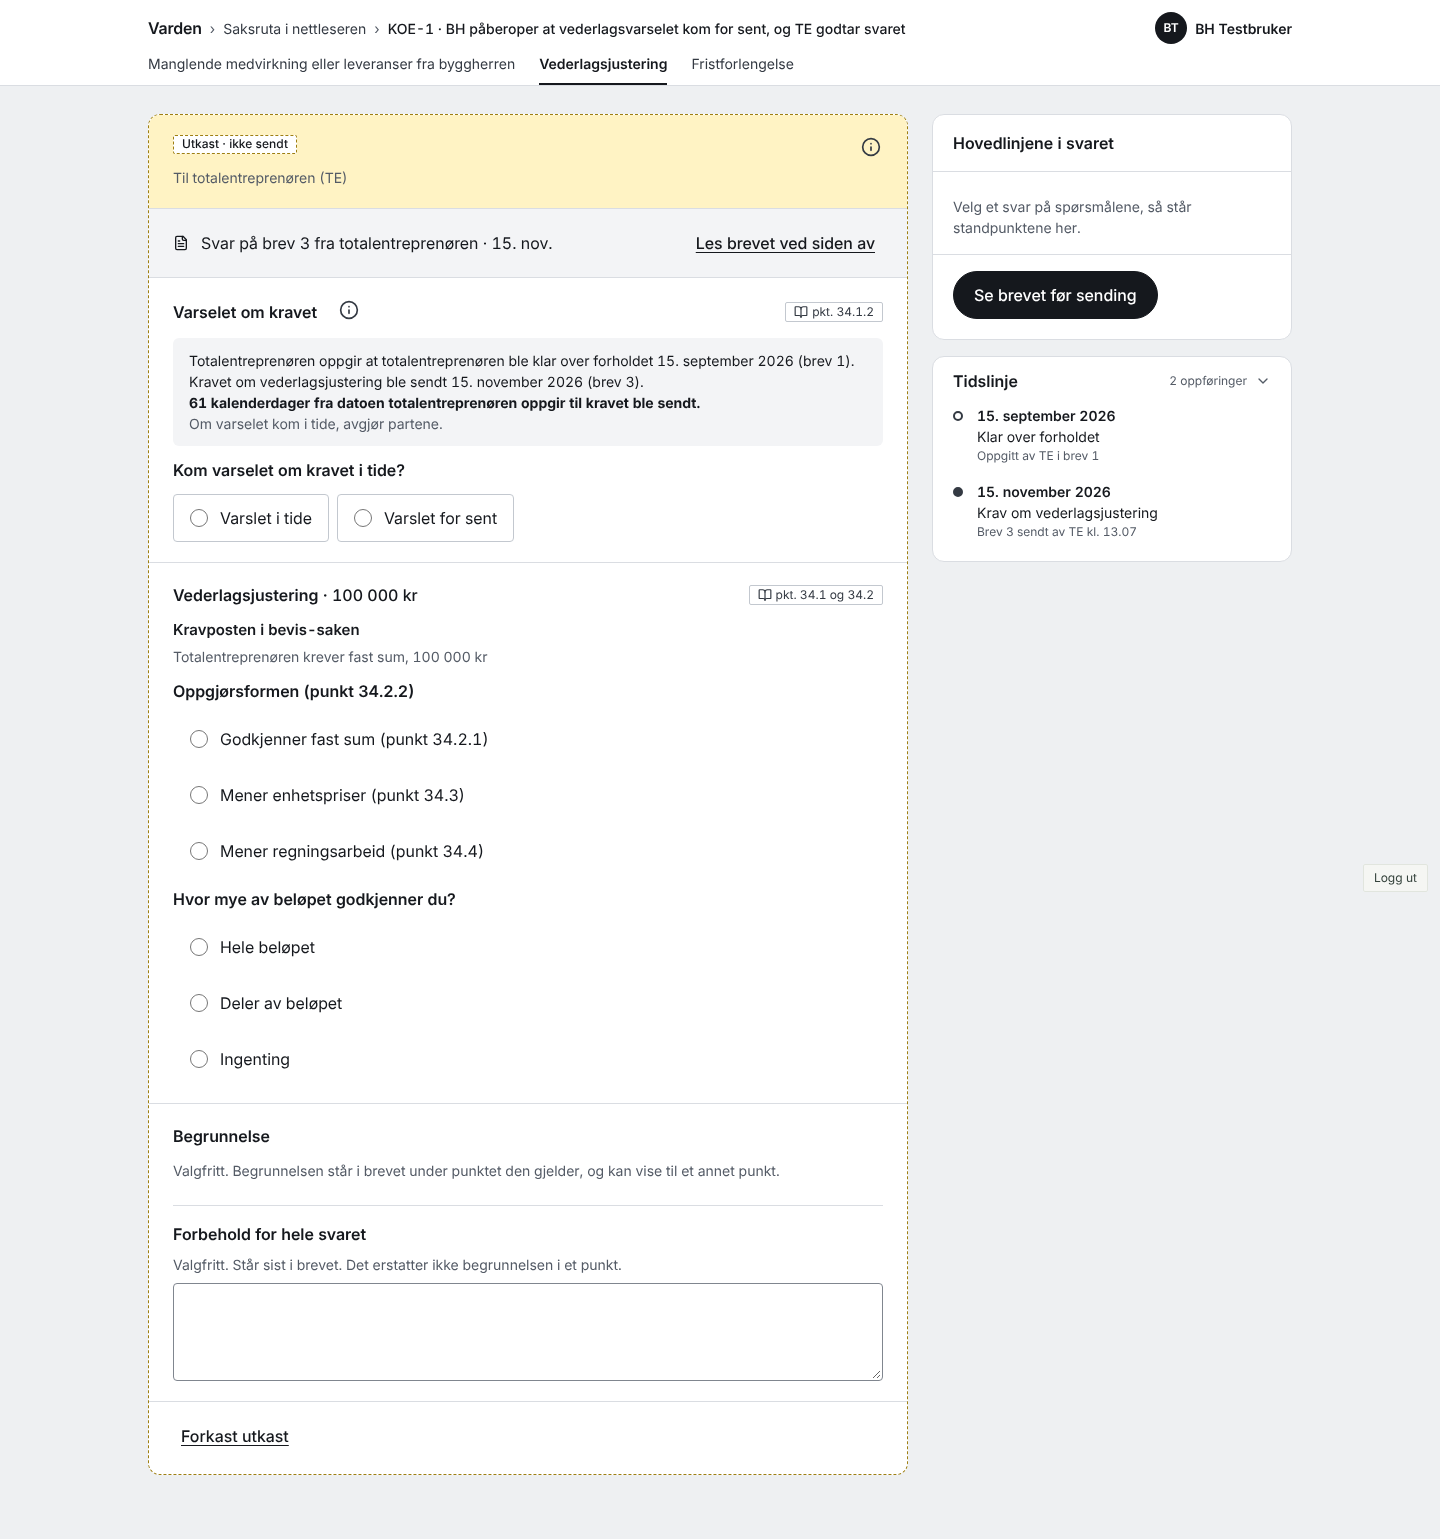 Varden › Saksruta i nettleseren › KOE-1 · BH påberoper at vederlagsvarselet kom for sent, og TE godtar svaret
BT BH Testbruker
Manglende medvirkning eller leveranser fra byggherren Vederlagsjustering Fristforlengelse
Utkast · ikke sendt
Til totalentreprenøren (TE)
Svar på brev 3 fra totalentreprenøren · 15. nov. Les brevet ved siden av
Varselet om kravet pkt. 34.1.2
Totalentreprenøren oppgir at totalentreprenøren ble klar over forholdet 15. september 2026 (brev 1).
Kravet om vederlagsjustering ble sendt 15. november 2026 (brev 3).
61 kalenderdager fra datoen totalentreprenøren oppgir til kravet ble sendt.
Om varselet kom i tide, avgjør partene.
Kom varselet om kravet i tide?
Varslet i tide Varslet for sent
Vederlagsjustering · 100 000 kr pkt. 34.1 og 34.2
Kravposten i bevis-saken
Totalentreprenøren krever fast sum, 100 000 kr
Oppgjørsformen (punkt 34.2.2)
Godkjenner fast sum (punkt 34.2.1)
Mener enhetspriser (punkt 34.3)
Mener regningsarbeid (punkt 34.4)
Hvor mye av beløpet godkjenner du?
Hele beløpet
Deler av beløpet
Ingenting
Begrunnelse
Valgfritt. Begrunnelsen står i brevet under punktet den gjelder, og kan vise til et annet punkt.
Forbehold for hele svaret
Valgfritt. Står sist i brevet. Det erstatter ikke begrunnelsen i et punkt.
Forkast utkast
Hovedlinjene i svaret
Velg et svar på spørsmålene, så står
standpunktene her.
Se brevet før sending
Tidslinje 2 oppføringer
15. september 2026
Klar over forholdet
Oppgitt av TE i brev 1
15. november 2026
Krav om vederlagsjustering
Brev 3 sendt av TE kl. 13.07
Logg ut